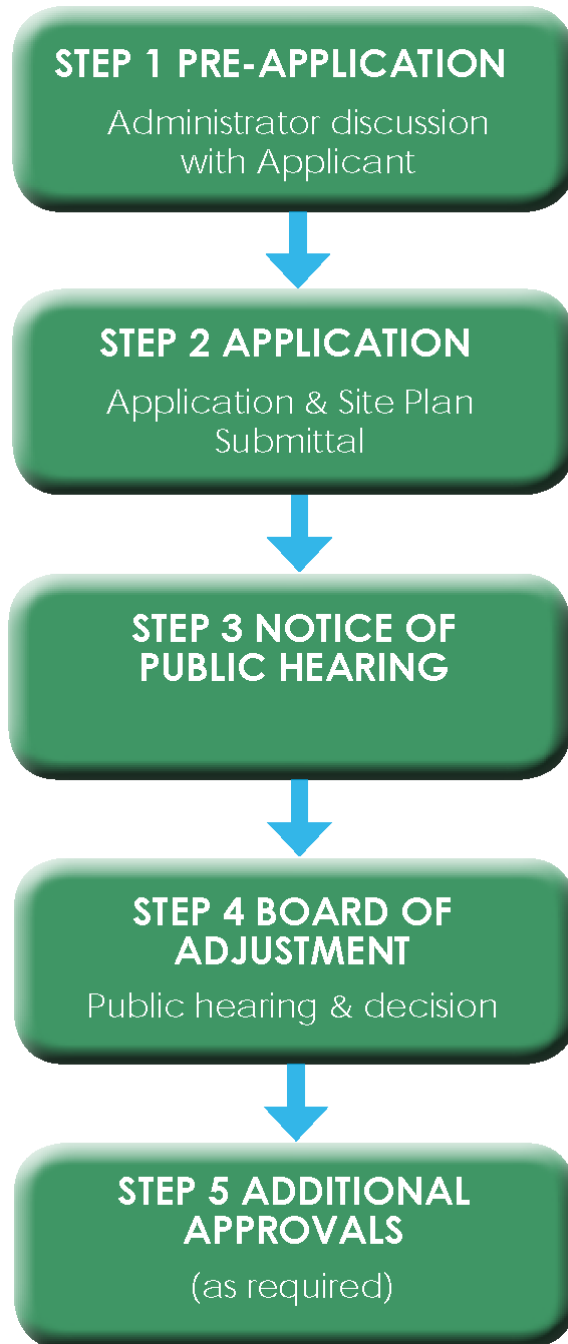 STEP 1 PRE-APPLICATION
Administrator discussion
with Applicant
STEP 2 APPLICATION
Application & Site Plan
Submittal
STEP 3 NOTICE OF
PUBLIC HEARING
STEP 4 BOARD OF
ADJUSTMENT
Public hearing & decision
STEP 5 ADDITIONAL
APPROVALS
(as required)